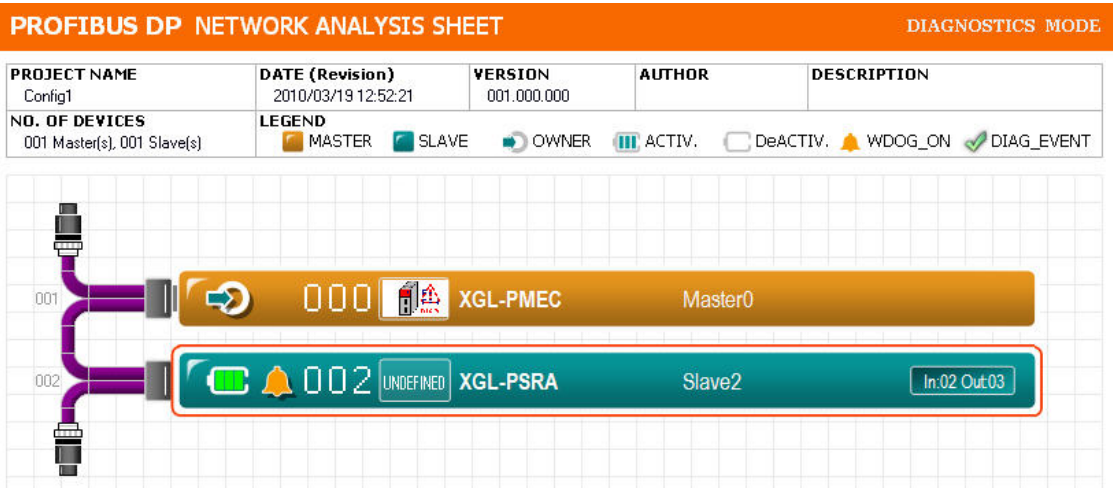 PROFIBUS DP NETWORK ANALYSIS SHEET DIAGNOSTICS MODE
PROJECT NAME DATE (Revision) VERSION AUTHOR DESCRIPTION
Config1 2010/03/19 12:52:21 001.000.000
NO. OF DEVICES LEGEND
001 Master(s), 001 Slave(s) MASTER SLAVE OWNER ACTIV. DeACTIV. WDOG_ON DIAG_EVENT
001 000 XGL-PMEC Master0
002 002 UNDEFINED XGL-PSRA Slave2 In:02 Out:03